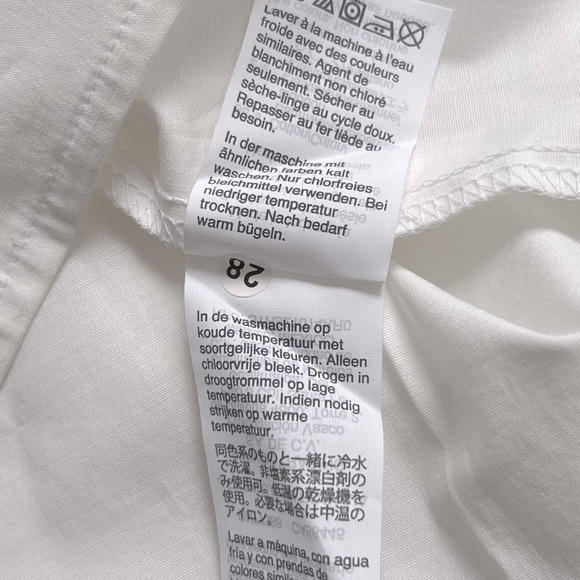 Laver à la machine à l'eau
froide avec des couleurs
similaires. Agent de
blanchiment non chloré
seulement. Sécher au
sèche-linge au cycle doux.
Repasser au fer tiède au
besoin.
In der maschine mit
ähnlichen farben kalt
waschen. Nur chlorfreies
bleichmittel verwenden. Bei
niedriger temperatur
trocknen. Nach bedarf
warm bügeln.
28
In de wasmachine op
koude temperatuur met
soortgelijke kleuren. Alleen
chloorvrije bleek. Drogen in
droogtrommel op lage
temperatuur. Indien nodig
strijken op warme
temperatuur.
同色系のものと一緒に冷水
で洗濯。非塩素系漂白剤の
み使用可。低温の乾燥機を
使用。必要な場合は中温の
アイロン。
Lavar a máquina, con agua
fría y con prendas de
colores similares